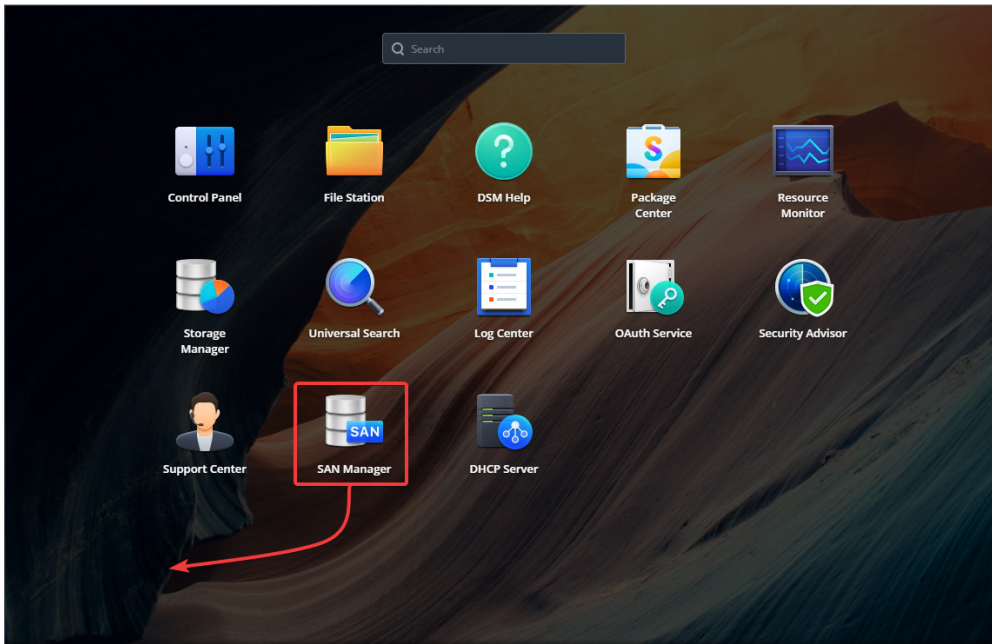 Search
Control Panel
File Station
DSM Help
Package
Center
Resource
Monitor
Storage
Manager
Universal Search
Log Center
OAuth Service
Security Advisor
Support Center
SAN
SAN Manager
DHCP Server